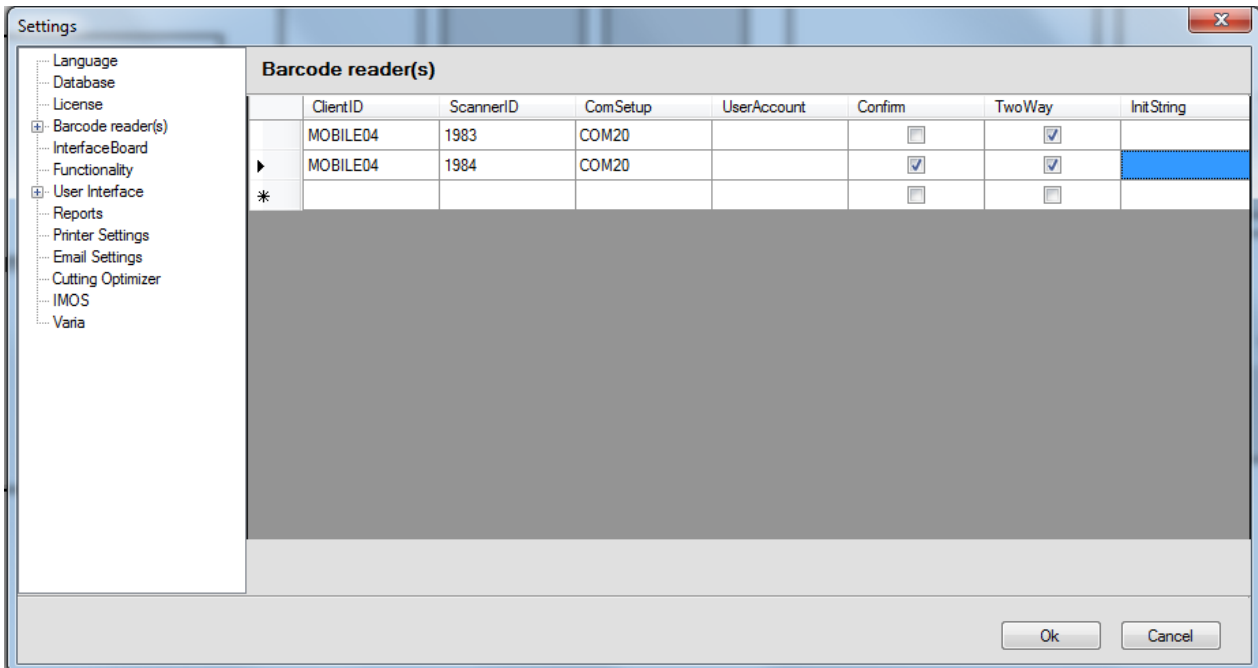 Settings
Language
Database
License
Barcode reader(s)
InterfaceBoard
Functionality
User Interface
Reports
Printer Settings
Email Settings
Cutting Optimizer
IMOS
Varia
Barcode reader(s)
ClientID ScannerID ComSetup UserAccount Confirm TwoWay InitString
MOBILE04 1983 COM20
MOBILE04 1984 COM20
Ok Cancel